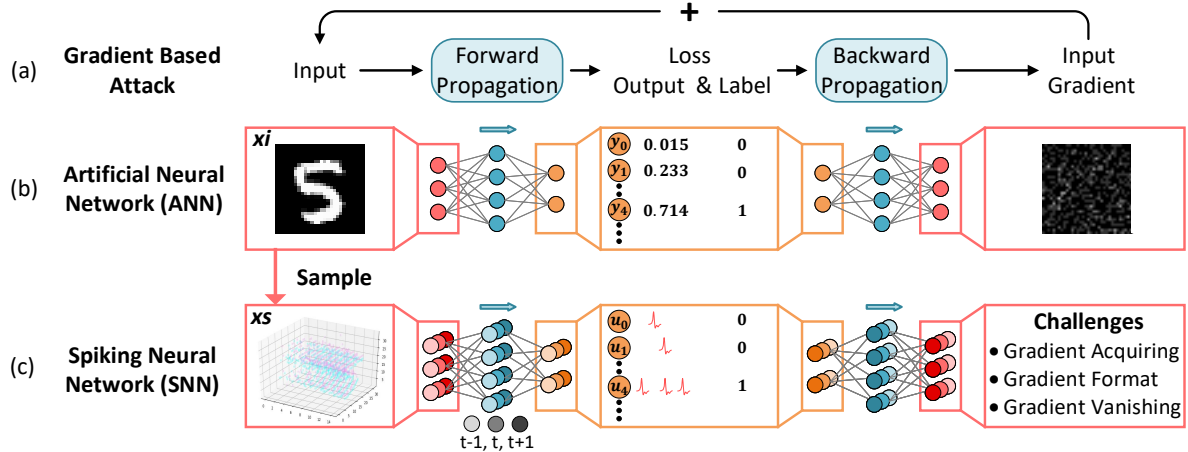 +
(a)
Gradient Based
Attack
Input
Forward
Propagation
Loss
Output & Label
Backward
Propagation
Input
Gradient
(b)
Artificial Neural
Network (ANN)
xi
y0 0.015 0
y1 0.233 0
y4 0.714 1
Sample
(c)
Spiking Neural
Network (SNN)
xs
t-1, t, t+1
u0 0
u1 0
u4 1
Challenges
• Gradient Acquiring
• Gradient Format
• Gradient Vanishing